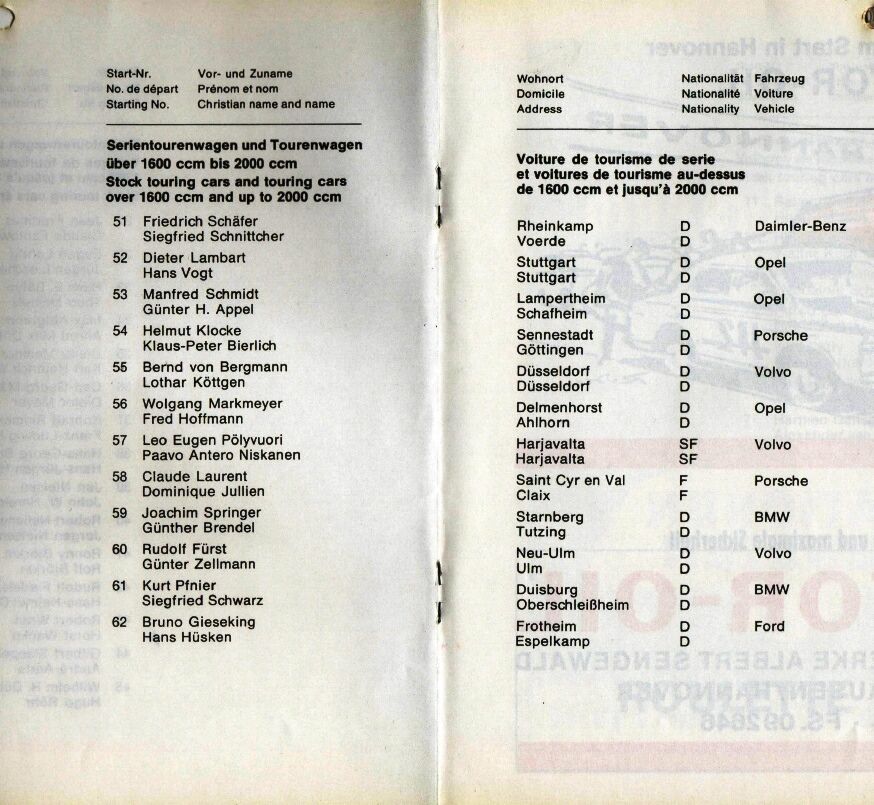 Start-Nr. Vor- und Zuname
No. de départ Prénom et nom
Starting No. Christian name and name
Serientourenwagen und Tourenwagen
über 1600 ccm bis 2000 ccm
Stock touring cars and touring cars
over 1600 ccm and up to 2000 ccm
51 Friedrich Schäfer
Siegfried Schnittcher
52 Dieter Lambart
Hans Vogt
53 Manfred Schmidt
Günter H. Appel
54 Helmut Klocke
Klaus-Peter Bierlich
55 Bernd von Bergmann
Lothar Köttgen
56 Wolgang Markmeyer
Fred Hoffmann
57 Leo Eugen Pölyvuori
Paavo Antero Niskanen
58 Claude Laurent
Dominique Jullien
59 Joachim Springer
Günther Brendel
60 Rudolf Fürst
Günter Zellmann
61 Kurt Pfnier
Siegfried Schwarz
62 Bruno Gieseking
Hans Hüsken
Wohnort Nationalität Fahrzeug
Domicile Nationalité Voiture
Address Nationality Vehicle
Voiture de tourisme de serie
et voitures de tourisme au-dessus
de 1600 ccm et jusqu'à 2000 ccm
Rheinkamp D Daimler-Benz
Voerde D
Stuttgart D Opel
Stuttgart D
Lampertheim D Opel
Schafheim D
Sennestadt D Porsche
Göttingen D
Düsseldorf D Volvo
Düsseldorf D
Delmenhorst D Opel
Ahlhorn D
Harjavalta SF Volvo
Harjavalta SF
Saint Cyr en Val F Porsche
Claix F
Starnberg D BMW
Tutzing D
Neu-Ulm D Volvo
Ulm D
Duisburg D BMW
Oberschleißheim D
Frotheim D Ford
Espelkamp D